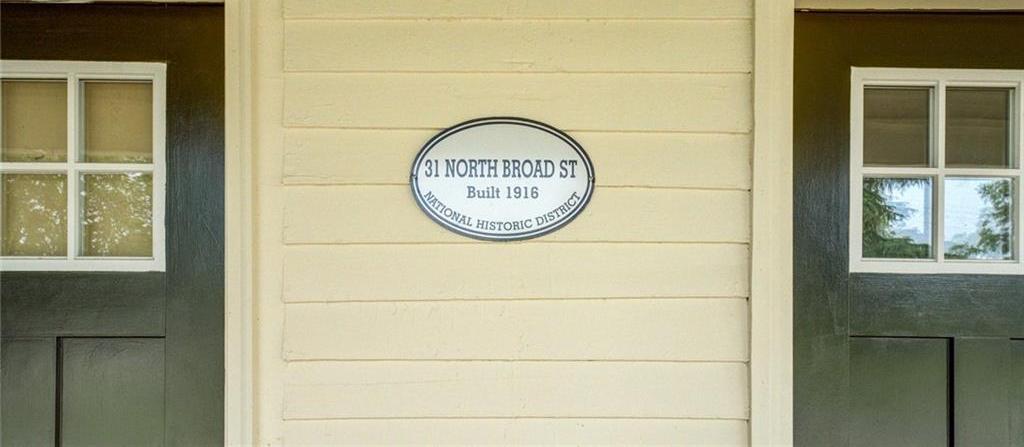 31 NORTH BROAD ST
Built 1916
NATIONAL HISTORIC DISTRICT